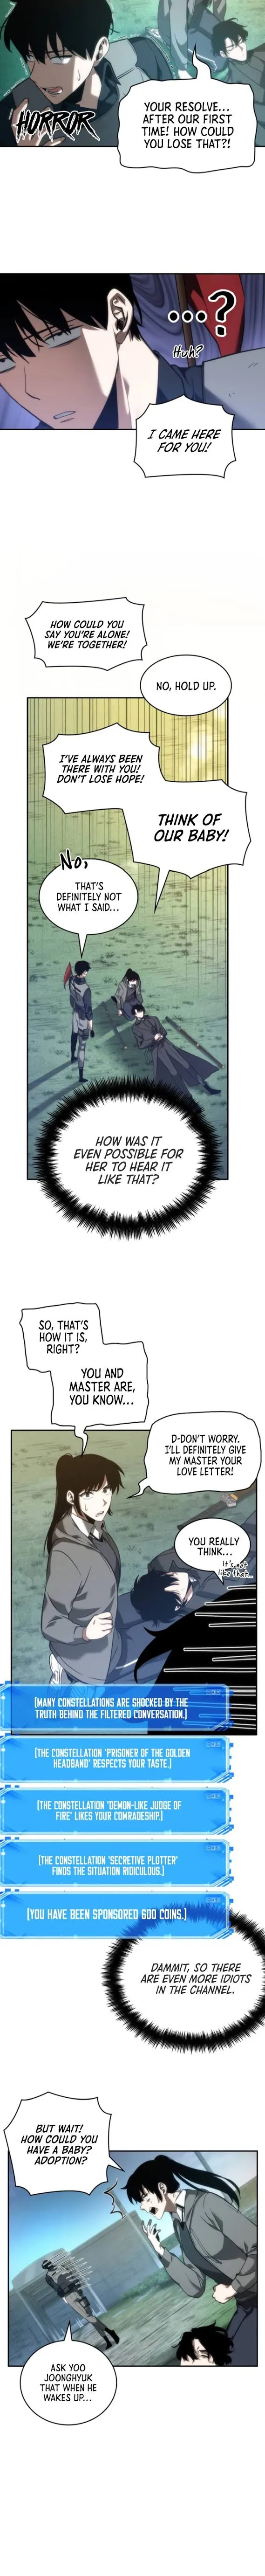 YOUR RESOLVE...
AFTER OUR FIRST
TIME! HOW COULD
YOU LOSE THAT?!
HORROR
...?
Huh?
I CAME HERE
FOR YOU!
HOW COULD YOU
SAY YOU'RE ALONE!
WE'RE TOGETHER!
NO, HOLD UP.
I'VE ALWAYS BEEN
THERE WITH YOU!
DON'T LOSE HOPE!
THINK OF
OUR BABY!
No,
THAT'S
DEFINITELY NOT
WHAT I SAID...
HOW WAS IT
EVEN POSSIBLE FOR
HER TO HEAR IT
LIKE THAT?
SO, THAT'S
HOW IT IS,
RIGHT?
YOU AND
MASTER ARE,
YOU KNOW...
D-DON'T WORRY.
I'LL DEFINITELY GIVE
MY MASTER YOUR
LOVE LETTER!
YOU REALLY
THINK...
It's not
like that...
[MANY CONSTELLATIONS ARE SHOCKED BY THE
TRUTH BEHIND THE FILTERED CONVERSATION.]
[THE CONSTELLATION 'PRISONER OF THE GOLDEN
HEADBAND' RESPECTS YOUR TASTE.]
[THE CONSTELLATION 'DEMON-LIKE JUDGE OF
FIRE' LIKES YOUR COMRADESHIP.]
[THE CONSTELLATION 'SECRETIVE PLOTTER'
FINDS THE SITUATION RIDICULOUS.]
[YOU HAVE BEEN SPONSORED 600 COINS.]
DAMMIT, SO THERE
ARE EVEN MORE IDIOTS
IN THE CHANNEL.
BUT WAIT!
HOW COULD YOU
HAVE A BABY?
ADOPTION?
ASK YOO
JOONGHYUK
THAT WHEN HE
WAKES UP...